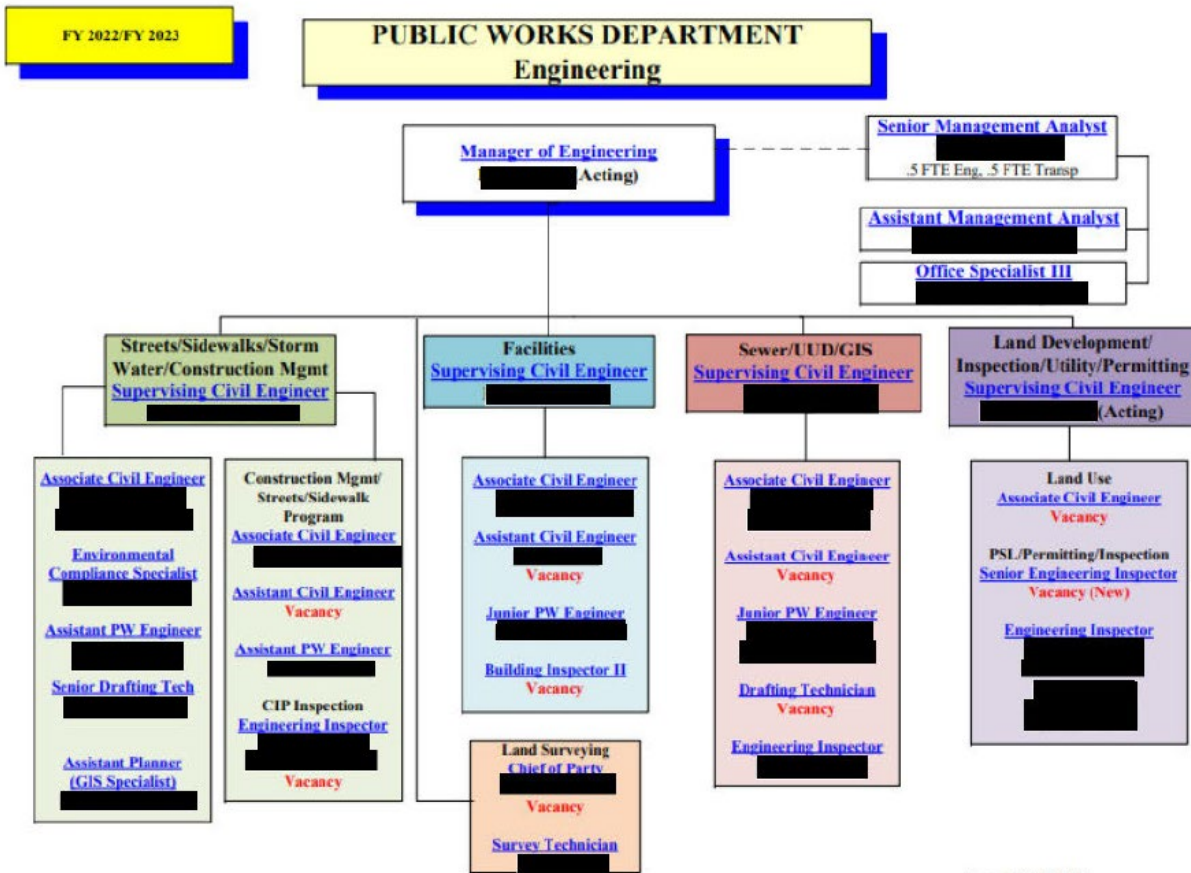 FY 2022/FY 2023
PUBLIC WORKS DEPARTMENT
Engineering
Manager of Engineering
(Acting)
Senior Management Analyst
.5 FTE Eng, .5 FTE Transp
Assistant Management Analyst
Office Specialist III
Streets/Sidewalks/Storm
Water/Construction Mgmt
Supervising Civil Engineer
Facilities
Supervising Civil Engineer
Sewer/UUD/GIS
Supervising Civil Engineer
Land Development/
Inspection/Utility/Permitting
Supervising Civil Engineer
(Acting)
Associate Civil Engineer
Environmental
Compliance Specialist
Assistant PW Engineer
Senior Drafting Tech
Assistant Planner
(GIS Specialist)
Construction Mgmt/
Streets/Sidewalk
Program
Associate Civil Engineer
Assistant Civil Engineer
Vacancy
Assistant PW Engineer
CIP Inspection
Engineering Inspector
Vacancy
Associate Civil Engineer
Assistant Civil Engineer
Vacancy
Junior PW Engineer
Building Inspector II
Vacancy
Land Surveying
Chief of Party
Vacancy
Survey Technician
Associate Civil Engineer
Assistant Civil Engineer
Vacancy
Junior PW Engineer
Drafting Technician
Vacancy
Engineering Inspector
Land Use
Associate Civil Engineer
Vacancy
PSL/Permitting/Inspection
Senior Engineering Inspector
Vacancy (New)
Engineering Inspector